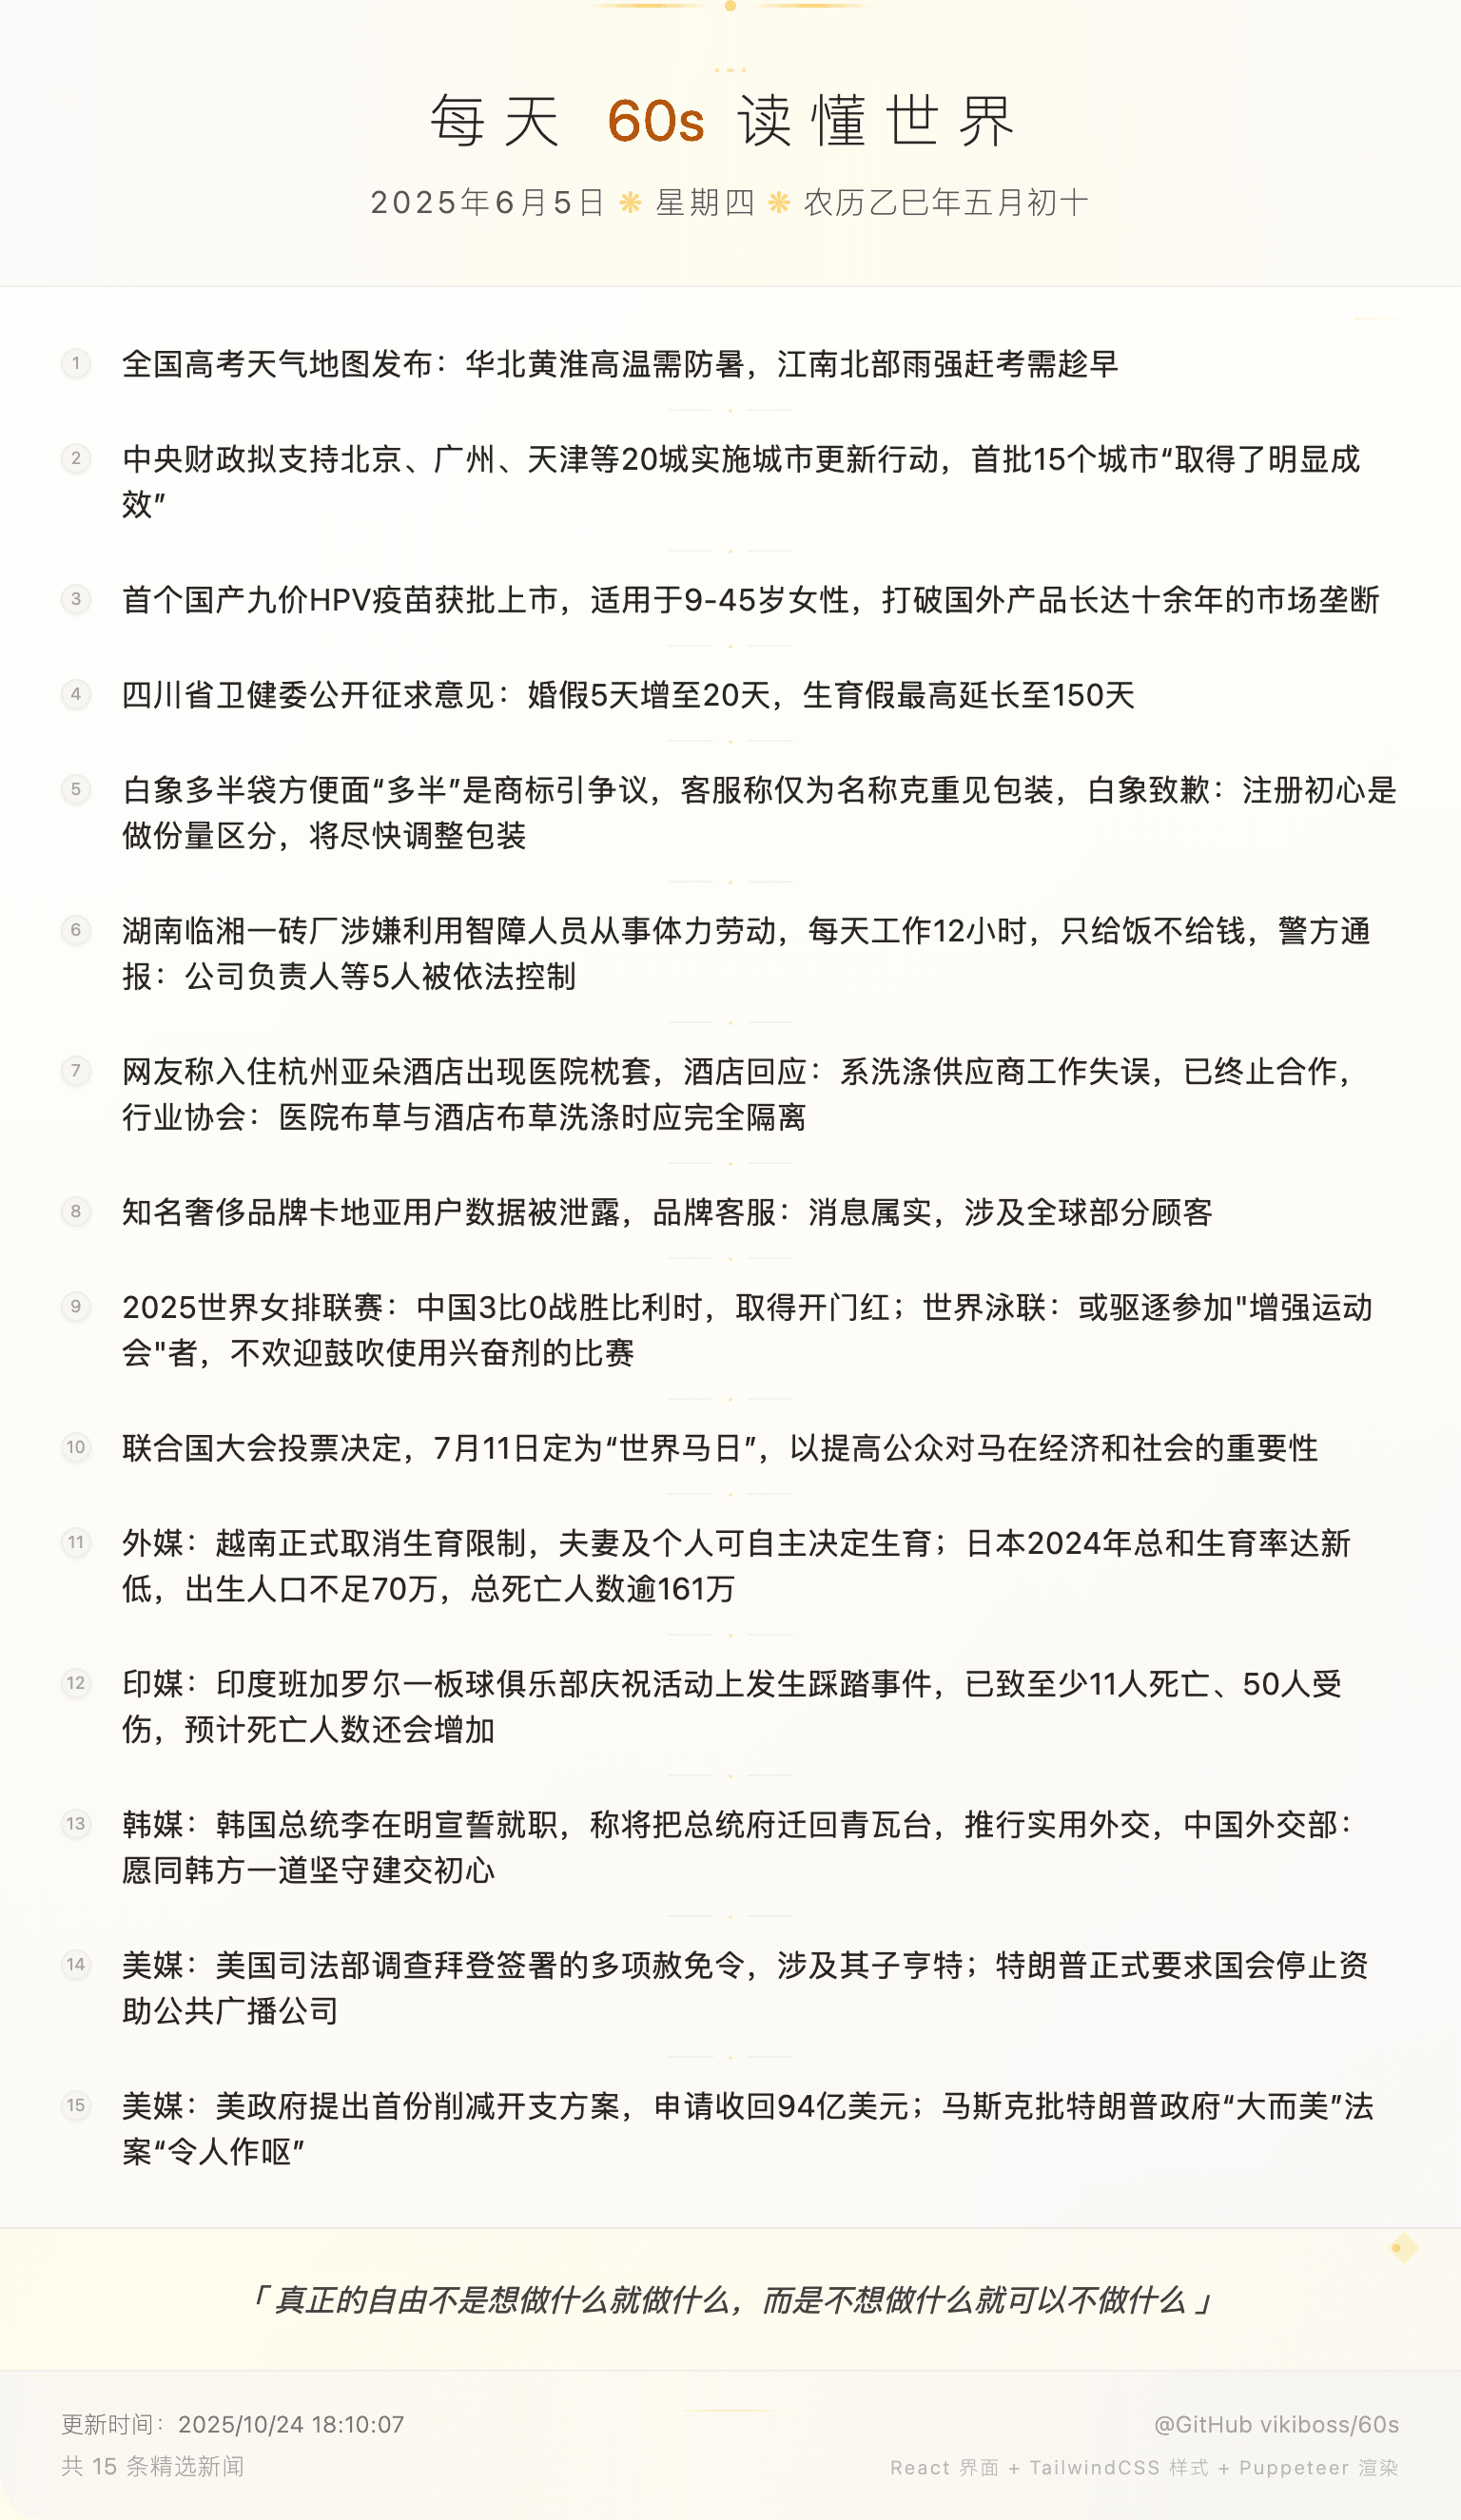 每天 60s 读懂世界
2025年6月5日 ❋ 星期四 ❋ 农历乙巳年五月初十
1 全国高考天气地图发布：华北黄淮高温需防暑，江南北部雨强赶考需趁早
2 中央财政拟支持北京、广州、天津等20城实施城市更新行动，首批15个城市“取得了明显成
效”
3 首个国产九价HPV疫苗获批上市，适用于9-45岁女性，打破国外产品长达十余年的市场垄断
4 四川省卫健委公开征求意见：婚假5天增至20天，生育假最高延长至150天
5 白象多半袋方便面“多半”是商标引争议，客服称仅为名称克重见包装，白象致歉：注册初心是
做份量区分，将尽快调整包装
6 湖南临湘一砖厂涉嫌利用智障人员从事体力劳动，每天工作12小时，只给饭不给钱，警方通
报：公司负责人等5人被依法控制
7 网友称入住杭州亚朵酒店出现医院枕套，酒店回应：系洗涤供应商工作失误，已终止合作，
行业协会：医院布草与酒店布草洗涤时应完全隔离
8 知名奢侈品牌卡地亚用户数据被泄露，品牌客服：消息属实，涉及全球部分顾客
9 2025世界女排联赛：中国3比0战胜比利时，取得开门红；世界泳联：或驱逐参加"增强运动
会"者，不欢迎鼓吹使用兴奋剂的比赛
10 联合国大会投票决定，7月11日定为“世界马日”，以提高公众对马在经济和社会的重要性
11 外媒：越南正式取消生育限制，夫妻及个人可自主决定生育；日本2024年总和生育率达新
低，出生人口不足70万，总死亡人数逾161万
12 印媒：印度班加罗尔一板球俱乐部庆祝活动上发生踩踏事件，已致至少11人死亡、50人受
伤，预计死亡人数还会增加
13 韩媒：韩国总统李在明宣誓就职，称将把总统府迁回青瓦台，推行实用外交，中国外交部：
愿同韩方一道坚守建交初心
14 美媒：美国司法部调查拜登签署的多项赦免令，涉及其子亨特；特朗普正式要求国会停止资
助公共广播公司
15 美媒：美政府提出首份削减开支方案，申请收回94亿美元；马斯克批特朗普政府“大而美”法
案“令人作呕”
「 真正的自由不是想做什么就做什么，而是不想做什么就可以不做什么 」
更新时间：2025/10/24 18:10:07
@GitHub vikiboss/60s
共 15 条精选新闻
React 界面 + TailwindCSS 样式 + Puppeteer 渲染